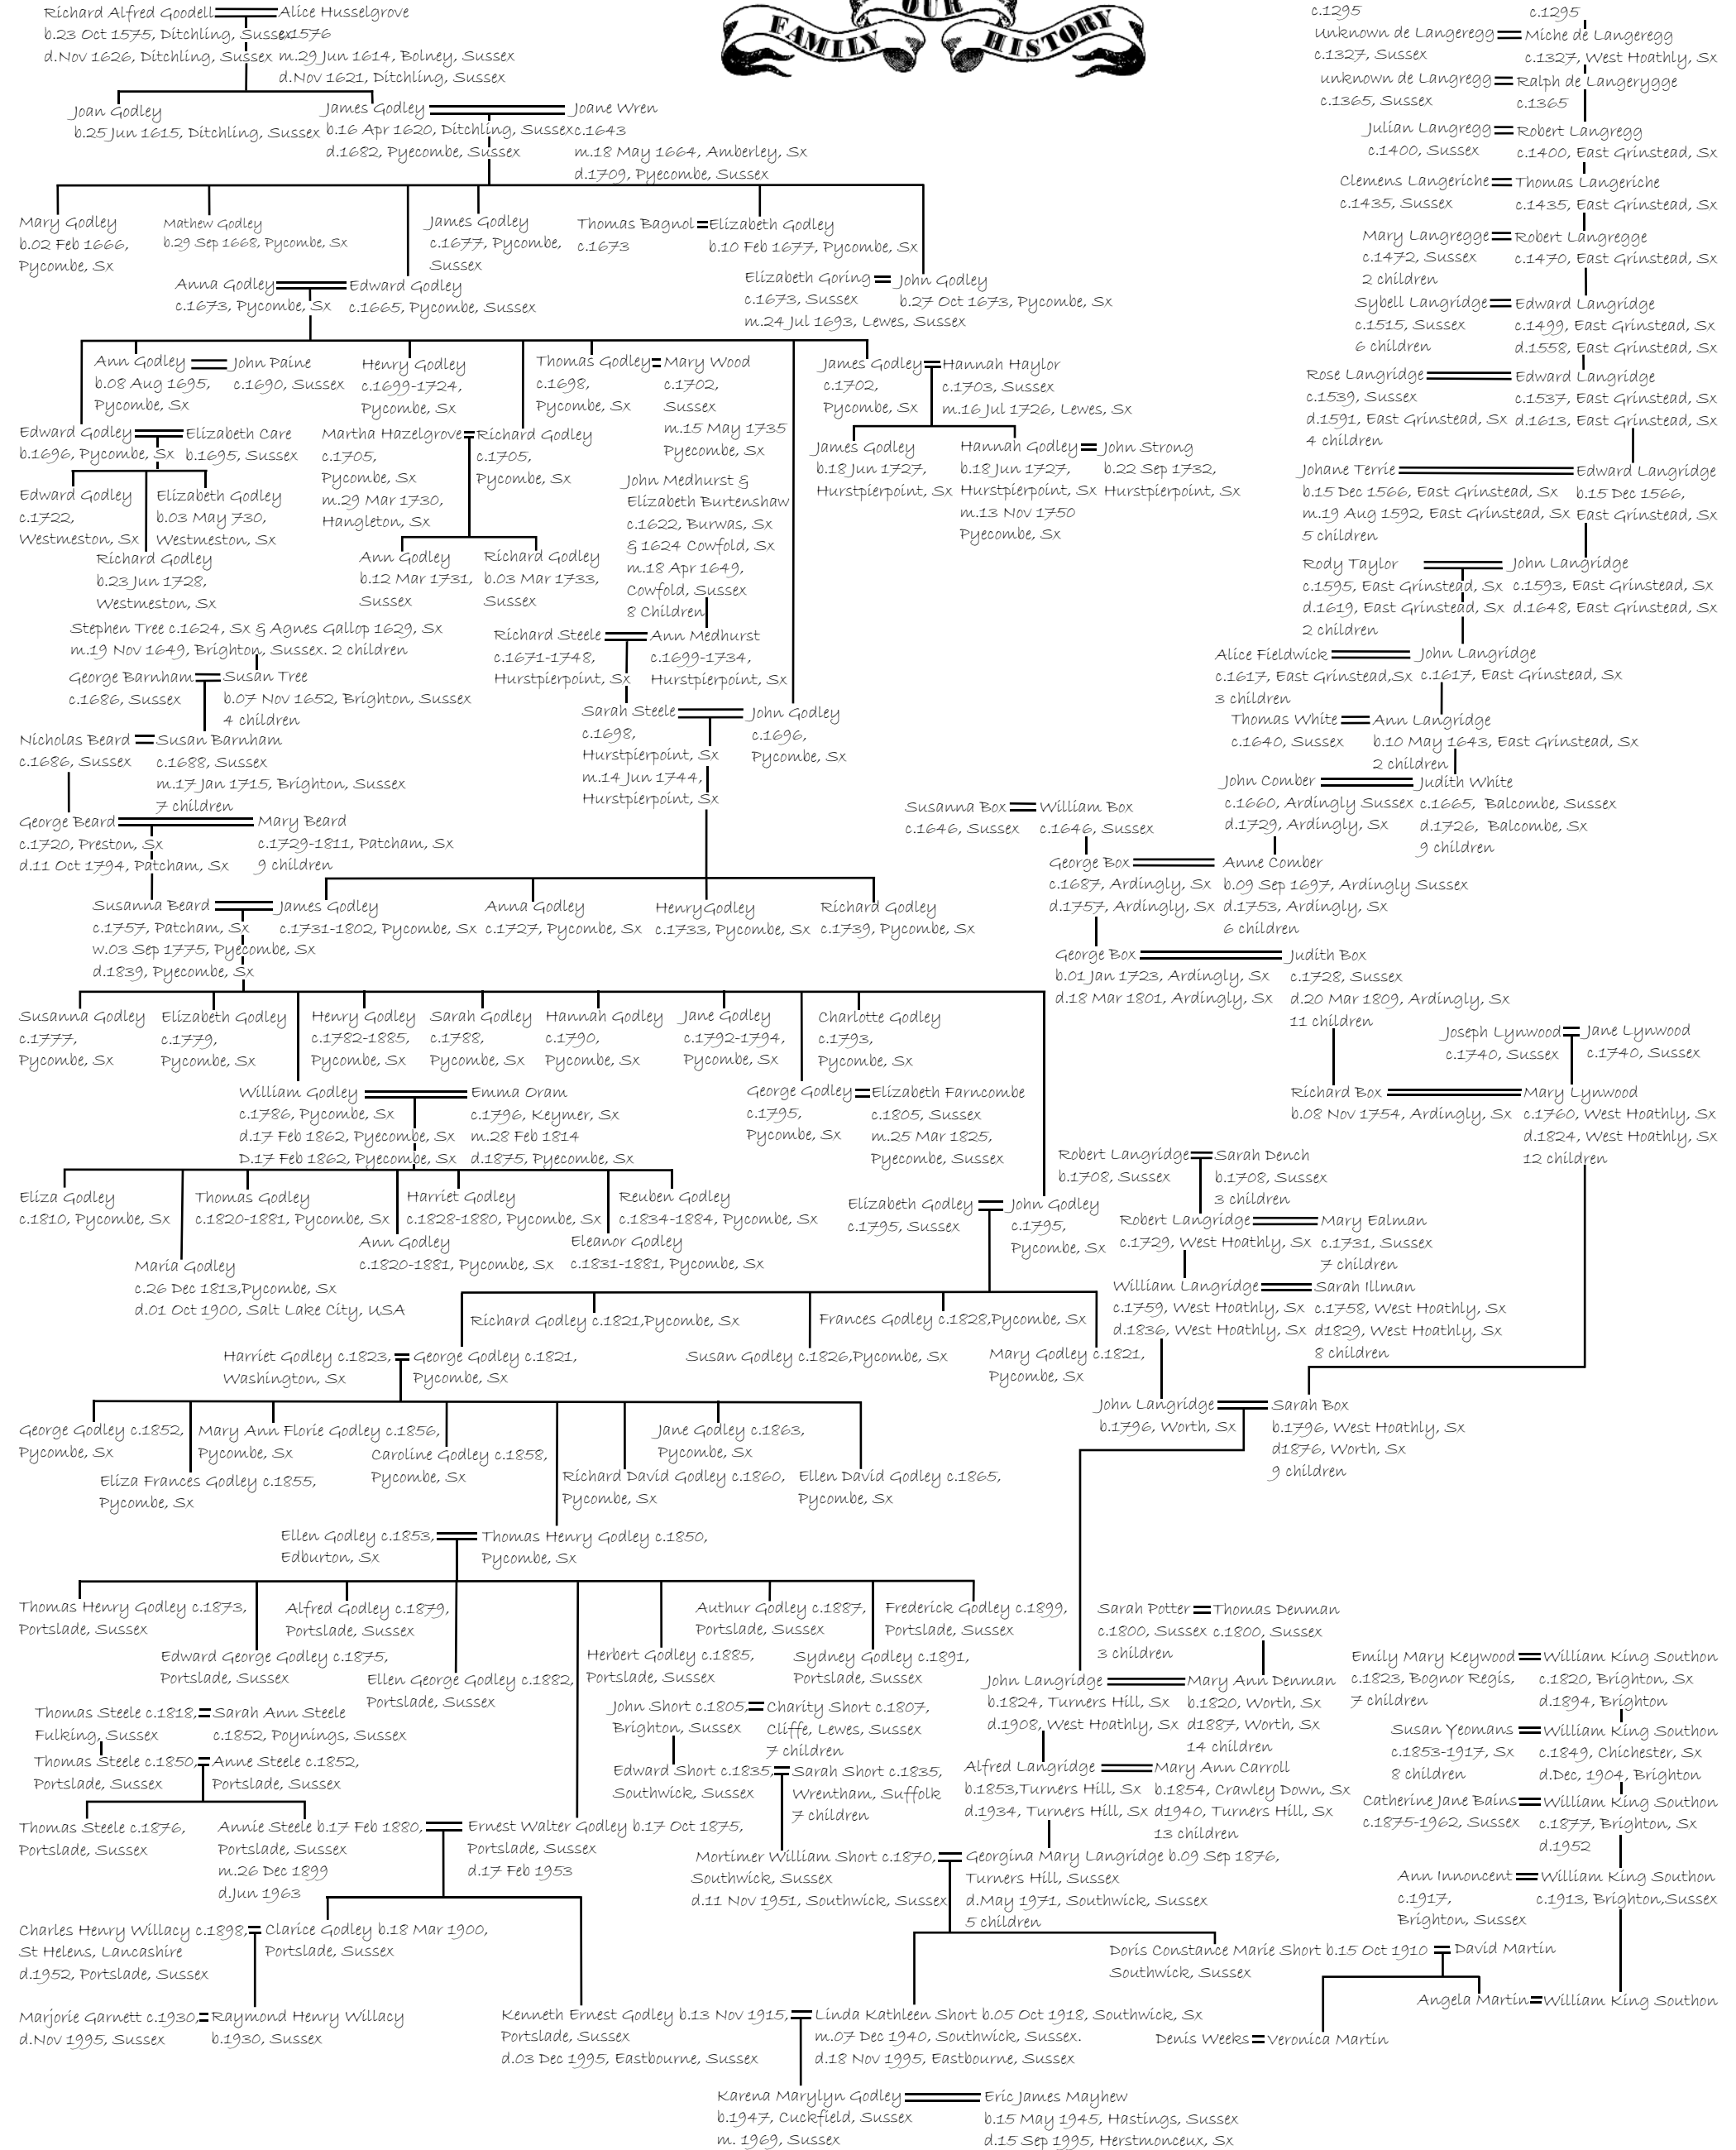 OUR
FAMILY HISTORY
Richard Alfred Goodell
b.23 Oct 1575, Ditchling, Sussex
d.Nov 1626, Ditchling, Sussex
Alice Husselgrove
c.1576
m.29 Jun 1614, Bolney, Sussex
d.Nov 1621, Ditchling, Sussex
Joan Godley
b.25 Jun 1615, Ditchling, Sussex
James Godley
b.16 Apr 1620, Ditchling, Sussex
d.1682, Pyecombe, Sussex
Joane Wren
c.1643
m.18 May 1664, Amberley, Sx
d.1709, Pyecombe, Sussex
Mary Godley
b.02 Feb 1666,
Pycombe, Sx
Mathew Godley
b.29 Sep 1668, Pycombe, Sx
James Godley
c.1677, Pycombe,
Sussex
Thomas Bagnol
c.1673
Elizabeth Godley
b.10 Feb 1677, Pycombe, Sx
Anna Godley
c.1673, Pycombe, Sx
Edward Godley
c.1665, Pycombe, Sussex
Elizabeth Goring
c.1673, Sussex
m.24 Jul 1693, Lewes, Sussex
John Godley
b.27 Oct 1673, Pycombe, Sx
Ann Godley
b.08 Aug 1695,
Pycombe, Sx
John Paine
c.1690, Sussex
Henry Godley
c.1699-1724,
Pycombe, Sx
Thomas Godley
c.1698,
Pycombe, Sx
Mary Wood
c.1702,
Sussex
m.15 May 1735
Pyecombe, Sx
James Godley
c.1702,
Pycombe, Sx
Hannah Haylor
c.1703, Sussex
m.16 Jul 1726, Lewes, Sx
Edward Godley
b.1696, Pycombe, Sx
Elizabeth Care
b.1695, Sussex
Martha Hazelgrove
c.1705,
Pycombe, Sx
m.29 Mar 1730,
Hangleton, Sx
Richard Godley
c.1705,
Pycombe, Sx
James Godley
b.18 Jun 1727,
Hurstpierpoint, Sx
Hannah Godley
b.18 Jun 1727,
Hurstpierpoint, Sx
m.13 Nov 1750
Pyecombe, Sx
John Strong
b.22 Sep 1732,
Hurstpierpoint, Sx
Edward Godley
c.1722,
Westmeston, Sx
Elizabeth Godley
b.03 May 730,
Westmeston, Sx
Richard Godley
b.23 Jun 1728,
Westmeston, Sx
Ann Godley
b.12 Mar 1731,
Sussex
Richard Godley
b.03 Mar 1733,
Sussex
John Medhurst &
Elizabeth Burtenshaw
c.1622, Burwas, Sx
& 1624 Cowfold, Sx
m.18 Apr 1649,
Cowfold, Sussex
8 Children
Stephen Tree c.1624, Sx & Agnes Gallop 1629, Sx
m.19 Nov 1649, Brighton, Sussex. 2 children
Richard Steele
c.1671-1748,
Hurstpierpoint, Sx
Ann Medhurst
c.1699-1734,
Hurstpierpoint, Sx
George Barnham
c.1686, Sussex
Susan Tree
b.07 Nov 1652, Brighton, Sussex
4 children
Sarah Steele
c.1698,
Hurstpierpoint, Sx
m.14 Jun 1744,
Hurstpierpoint, Sx
John Godley
c.1696,
Pycombe, Sx
Nicholas Beard
c.1686, Sussex
Susan Barnham
c.1688, Sussex
m.17 Jan 1715, Brighton, Sussex
7 children
George Beard
c.1720, Preston, Sx
d.11 Oct 1794, Patcham, Sx
Mary Beard
c.1729-1811, Patcham, Sx
9 children
Susanna Beard
c.1757, Patcham, Sx
w.03 Sep 1775, Pyecombe, Sx
d.1839, Pyecombe, Sx
James Godley
c.1731-1802, Pycombe, Sx
Anna Godley
c.1727, Pycombe, Sx
HenryGodley
c.1733, Pycombe, Sx
Richard Godley
c.1739, Pycombe, Sx
Susanna Godley
c.1777,
Pycombe, Sx
Elizabeth Godley
c.1779,
Pycombe, Sx
Henry Godley
c.1782-1885,
Pycombe, Sx
Sarah Godley
c.1788,
Pycombe, Sx
Hannah Godley
c.1790,
Pycombe, Sx
Jane Godley
c.1792-1794,
Pycombe, Sx
Charlotte Godley
c.1793,
Pycombe, Sx
William Godley
c.1786, Pycombe, Sx
d.17 Feb 1862, Pyecombe, Sx
D.17 Feb 1862, Pyecombe, Sx
Emma Oram
c.1796, Keymer, Sx
m.28 Feb 1814
d.1875, Pyecombe, Sx
George Godley
c.1795,
Pycombe, Sx
Elizabeth Farncombe
c.1805, Sussex
m.25 Mar 1825,
Pyecombe, Sussex
Eliza Godley
c.1810, Pycombe, Sx
Thomas Godley
c.1820-1881, Pycombe, Sx
Harriet Godley
c.1828-1880, Pycombe, Sx
Reuben Godley
c.1834-1884, Pycombe, Sx
Elizabeth Godley
c.1795, Sussex
John Godley
c.1795,
Pycombe, Sx
Ann Godley
c.1820-1881, Pycombe, Sx
Eleanor Godley
c.1831-1881, Pycombe, Sx
Maria Godley
c.26 Dec 1813,Pycombe, Sx
d.01 Oct 1900, Salt Lake City, USA
Richard Godley c.1821,Pycombe, Sx
Frances Godley c.1828,Pycombe, Sx
Harriet Godley c.1823,
Washington, Sx
George Godley c.1821,
Pycombe, Sx
Susan Godley c.1826,Pycombe, Sx
Mary Godley c.1821,
Pycombe, Sx
George Godley c.1852,
Pycombe, Sx
Mary Ann Florie Godley c.1856,
Pycombe, Sx
Caroline Godley c.1858,
Pycombe, Sx
Jane Godley c.1863,
Pycombe, Sx
Eliza Frances Godley c.1855,
Pycombe, Sx
Richard David Godley c.1860,
Pycombe, Sx
Ellen David Godley c.1865,
Pycombe, Sx
Ellen Godley c.1853,
Edburton, Sx
Thomas Henry Godley c.1850,
Pycombe, Sx
Thomas Henry Godley c.1873,
Portslade, Sussex
Alfred Godley c.1879,
Portslade, Sussex
Authur Godley c.1887,
Portslade, Sussex
Frederick Godley c.1899,
Portslade, Sussex
Edward George Godley c.1875,
Portslade, Sussex
Ellen George Godley c.1882,
Portslade, Sussex
Herbert Godley c.1885,
Portslade, Sussex
Sydney Godley c.1891,
Portslade, Sussex
Thomas Steele c.1818,
Fulking, Sussex
Sarah Ann Steele
c.1852, Poynings, Sussex
Thomas Steele c.1850,
Portslade, Sussex
Anne Steele c.1852,
Portslade, Sussex
Thomas Steele c.1876,
Portslade, Sussex
Annie Steele b.17 Feb 1880,
Portslade, Sussex
m.26 Dec 1899
d.Jun 1963
Ernest Walter Godley b.17 Oct 1875,
Portslade, Sussex
d.17 Feb 1953
John Short c.1805,
Brighton, Sussex
Charity Short c.1807,
Cliffe, Lewes, Sussex
7 children
Edward Short c.1835,
Southwick, Sussex
Sarah Short c.1835,
Wrentham, Suffolk
7 children
Mortimer William Short c.1870,
Southwick, Sussex
d.11 Nov 1951, Southwick, Sussex
Georgina Mary Langridge b.09 Sep 1876,
Turners Hill, Sussex
d.May 1971, Southwick, Sussex
5 children
Charles Henry Willacy c.1898,
St Helens, Lancashire
d.1952, Portslade, Sussex
Clarice Godley b.18 Mar 1900,
Portslade, Sussex
Doris Constance Marie Short b.15 Oct 1910
Southwick, Sussex
David Martin
Marjorie Garnett c.1930,
d.Nov 1995, Sussex
Raymond Henry Willacy
b.1930, Sussex
Kenneth Ernest Godley b.13 Nov 1915,
Portslade, Sussex
d.03 Dec 1995, Eastbourne, Sussex
Linda Kathleen Short b.05 Oct 1918, Southwick, Sx
m.07 Dec 1940, Southwick, Sussex.
d.18 Nov 1995, Eastbourne, Sussex
Angela Martin
William King Southon
Denis Weeks
Veronica Martin
Karena Marylyn Godley
b.1947, Cuckfield, Sussex
m. 1969, Sussex
Eric James Mayhew
b.15 May 1945, Hastings, Sussex
d.15 Sep 1995, Herstmonceux, Sx
c.1295
c.1295
unknown de Langeregg
c.1327, Sussex
Miche de Langeregg
c.1327, West Hoathly, Sx
unknown de Langregg
c.1365, Sussex
Ralph de Langerygge
c.1365
Julian Langregg
c.1400, Sussex
Robert Langregg
c.1400, East Grinstead, Sx
Clemens Langeriche
c.1435, Sussex
Thomas Langeriche
c.1435, East Grinstead, Sx
Mary Langregge
c.1472, Sussex
2 children
Robert Langregge
c.1470, East Grinstead, Sx
Sybell Langridge
c.1515, Sussex
6 children
Edward Langridge
c.1499, East Grinstead, Sx
d.1558, East Grinstead, Sx
Rose Langridge
c.1539, Sussex
d.1591, East Grinstead, Sx
4 children
Edward Langridge
c.1537, East Grinstead, Sx
d.1613, East Grinstead, Sx
Johane Terrie
b.15 Dec 1566, East Grinstead, Sx
m.19 Aug 1592, East Grinstead, Sx
5 children
Edward Langridge
b.15 Dec 1566,
East Grinstead, Sx
Rody Taylor
c.1595, East Grinstead, Sx
d.1619, East Grinstead, Sx
2 children
John Langridge
c.1593, East Grinstead, Sx
d.1648, East Grinstead, Sx
Alice Fieldwick
c.1617, East Grinstead,Sx
3 children
John Langridge
c.1617, East Grinstead, Sx
Thomas White
c.1640, Sussex
Ann Langridge
b.10 May 1643, East Grinstead, Sx
2 children
John Comber
c.1660, Ardingly Sussex
d.1729, Ardingly, Sx
Judith White
c.1665, Balcombe, Sussex
d.1726, Balcombe, Sx
9 children
Susanna Box
c.1646, Sussex
William Box
c.1646, Sussex
George Box
c.1687, Ardingly, Sx
d.1757, Ardingly, Sx
Anne Comber
b.09 Sep 1697, Ardingly Sussex
d.1753, Ardingly, Sx
6 children
George Box
b.01 Jan 1723, Ardingly, Sx
d.18 Mar 1801, Ardingly, Sx
Judith Box
c.1728, Sussex
d.20 Mar 1809, Ardingly, Sx
11 children
Joseph Lynwood
c.1740, Sussex
Jane Lynwood
c.1740, Sussex
Richard Box
b.08 Nov 1754, Ardingly, Sx
Mary Lynwood
c.1760, West Hoathly, Sx
d.1824, West Hoathly, Sx
12 children
Robert Langridge
b.1708, Sussex
Sarah Dench
b.1708, Sussex
3 children
Robert Langridge
c.1729, West Hoathly, Sx
Mary Ealman
c.1731, Sussex
7 children
William Langridge
c.1759, West Hoathly, Sx
d.1836, West Hoathly, Sx
Sarah Illman
c.1758, West Hoathly, Sx
d1829, West Hoathly, Sx
8 children
John Langridge
b.1796, Worth, Sx
Sarah Box
b.1796, West Hoathly, Sx
d1876, Worth, Sx
9 children
Sarah Potter
c.1800, Sussex
3 children
Thomas Denman
c.1800, Sussex
John Langridge
b.1824, Turners Hill, Sx
d.1908, West Hoathly, Sx
Mary Ann Denman
b.1820, Worth, Sx
d1887, Worth, Sx
14 children
Alfred Langridge
b.1853,Turners Hill, Sx
d.1934, Turners Hill, Sx
Mary Ann Carroll
b.1854, Crawley Down, Sx
d1940, Turners Hill, Sx
13 children
Emily Mary Keywood
c.1823, Bognor Regis,
7 children
William King Southon
c.1820, Brighton, Sx
d.1894, Brighton
Susan Yeomans
c.1853-1917, Sx
8 children
William King Southon
c.1849, Chichester, Sx
d.Dec, 1904, Brighton
Catherine Jane Bains
c.1875-1962, Sussex
William King Southon
c.1877, Brighton, Sx
d.1952
Ann Innoncent
c.1917,
Brighton, Sussex
William King Southon
c.1913, Brighton,Sussex